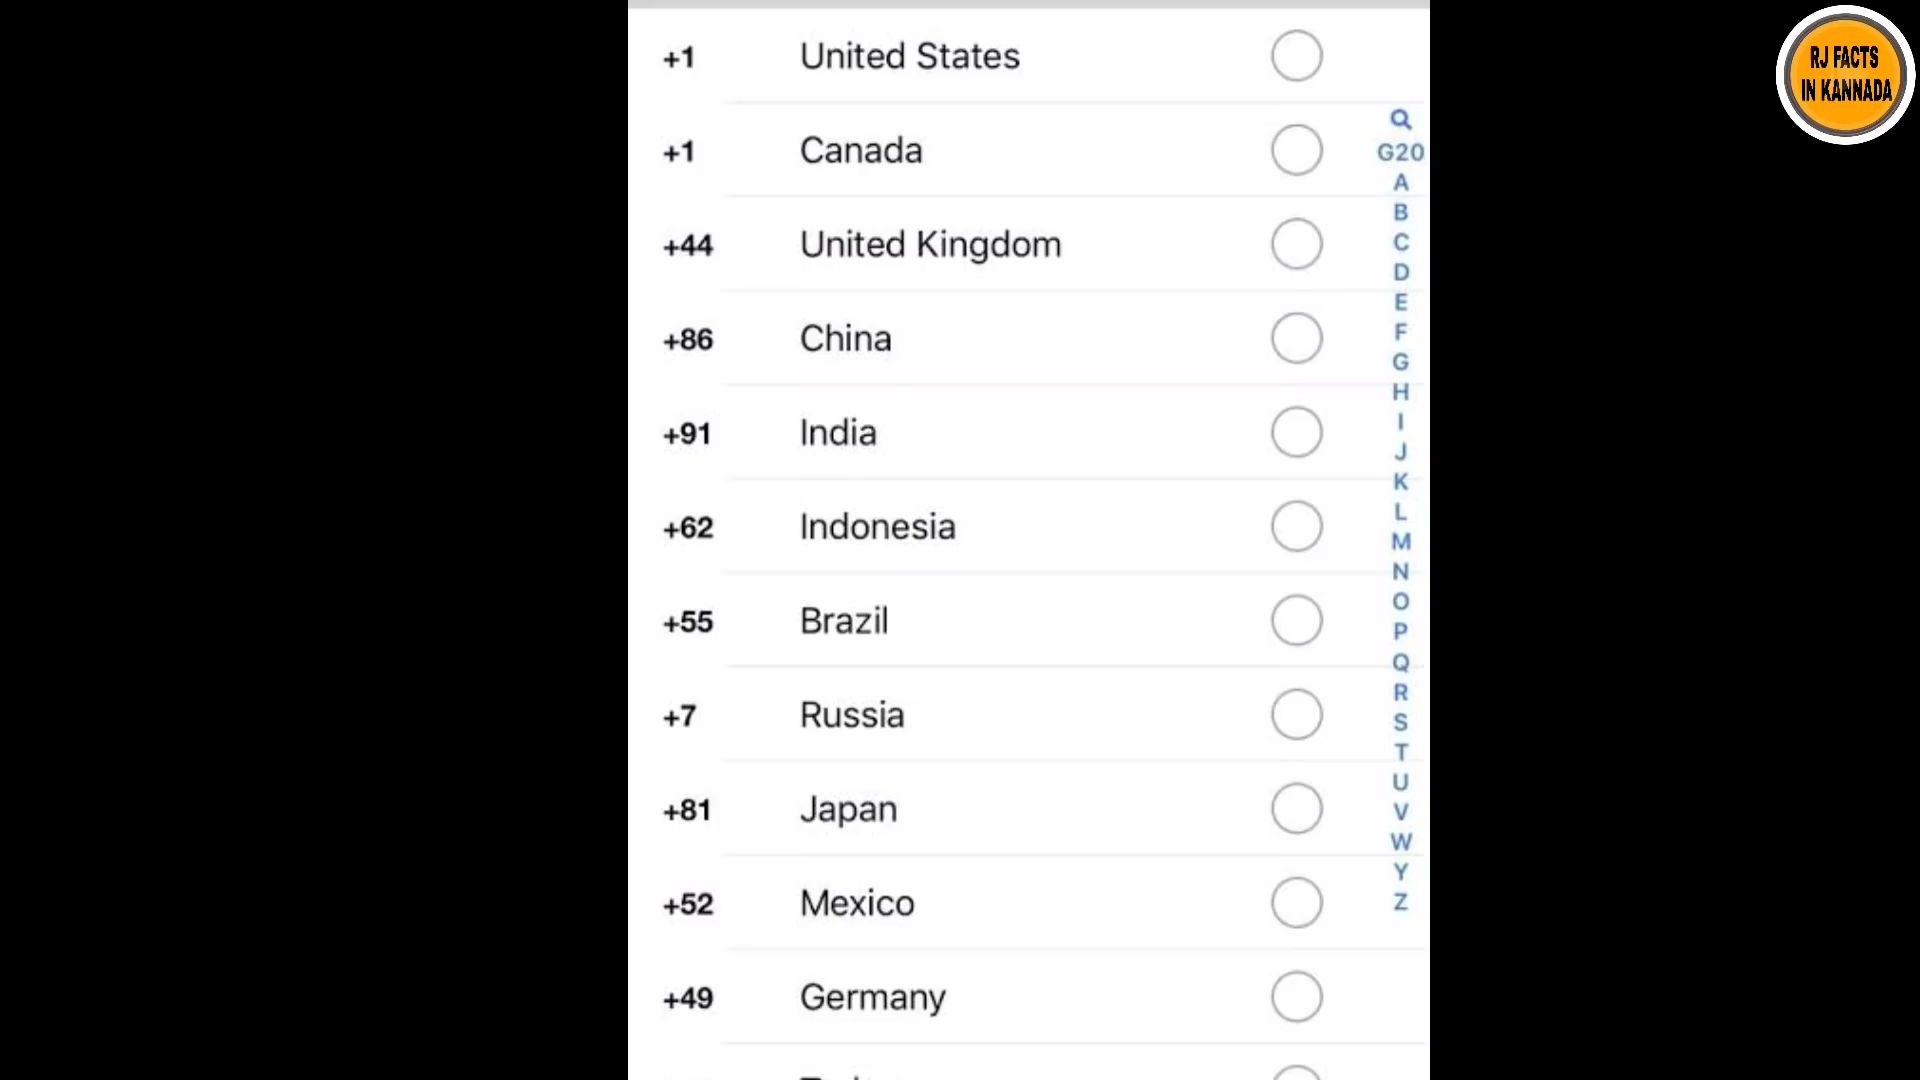 +1 United States
+1 Canada
+44 United Kingdom
+86 China
+91 India
+62 Indonesia
+55 Brazil
+7 Russia
+81 Japan
+52 Mexico
+49 Germany
G20
A
B
C
D
E
F
G
H
I
J
K
L
M
N
O
P
Q
R
S
T
U
V
W
Y
Z
RJ FACTS
IN KANNADA